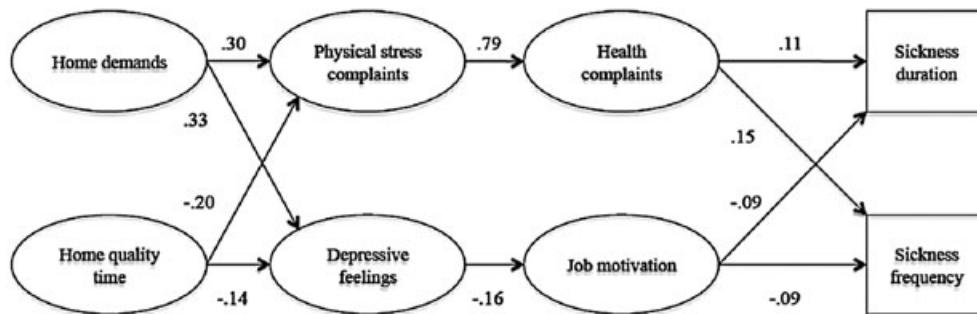 .30
.79
.11
Home demands
Physical stress
complaints
Health
complaints
Sickness
duration
.33
.15
-.20
-.09
Home quality
time
Depressive
feelings
Job motivation
Sickness
frequency
-.14
-.16
-.09